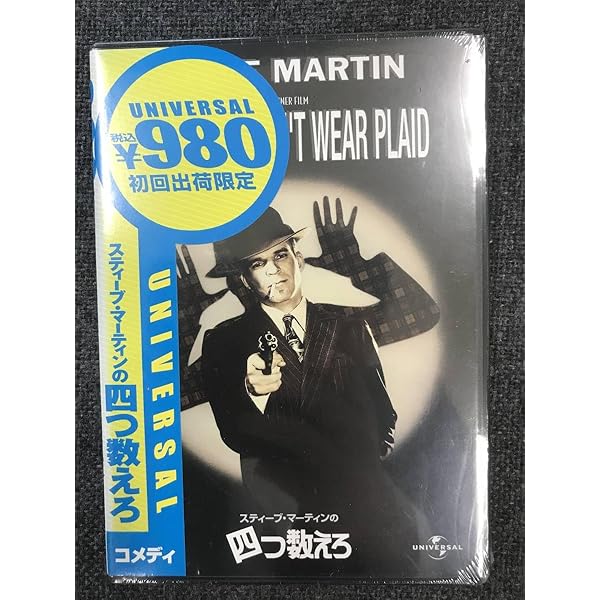 MARTIN
NER FILM
'T WEAR PLAID
UNIVERSAL
税込
¥980
初回出荷限定
スティーブ・マーティンの
四つ数えろ
UNIVERSAL
コメディ
スティーブ・マーティンの
四つ数えろ
UNIVERSAL